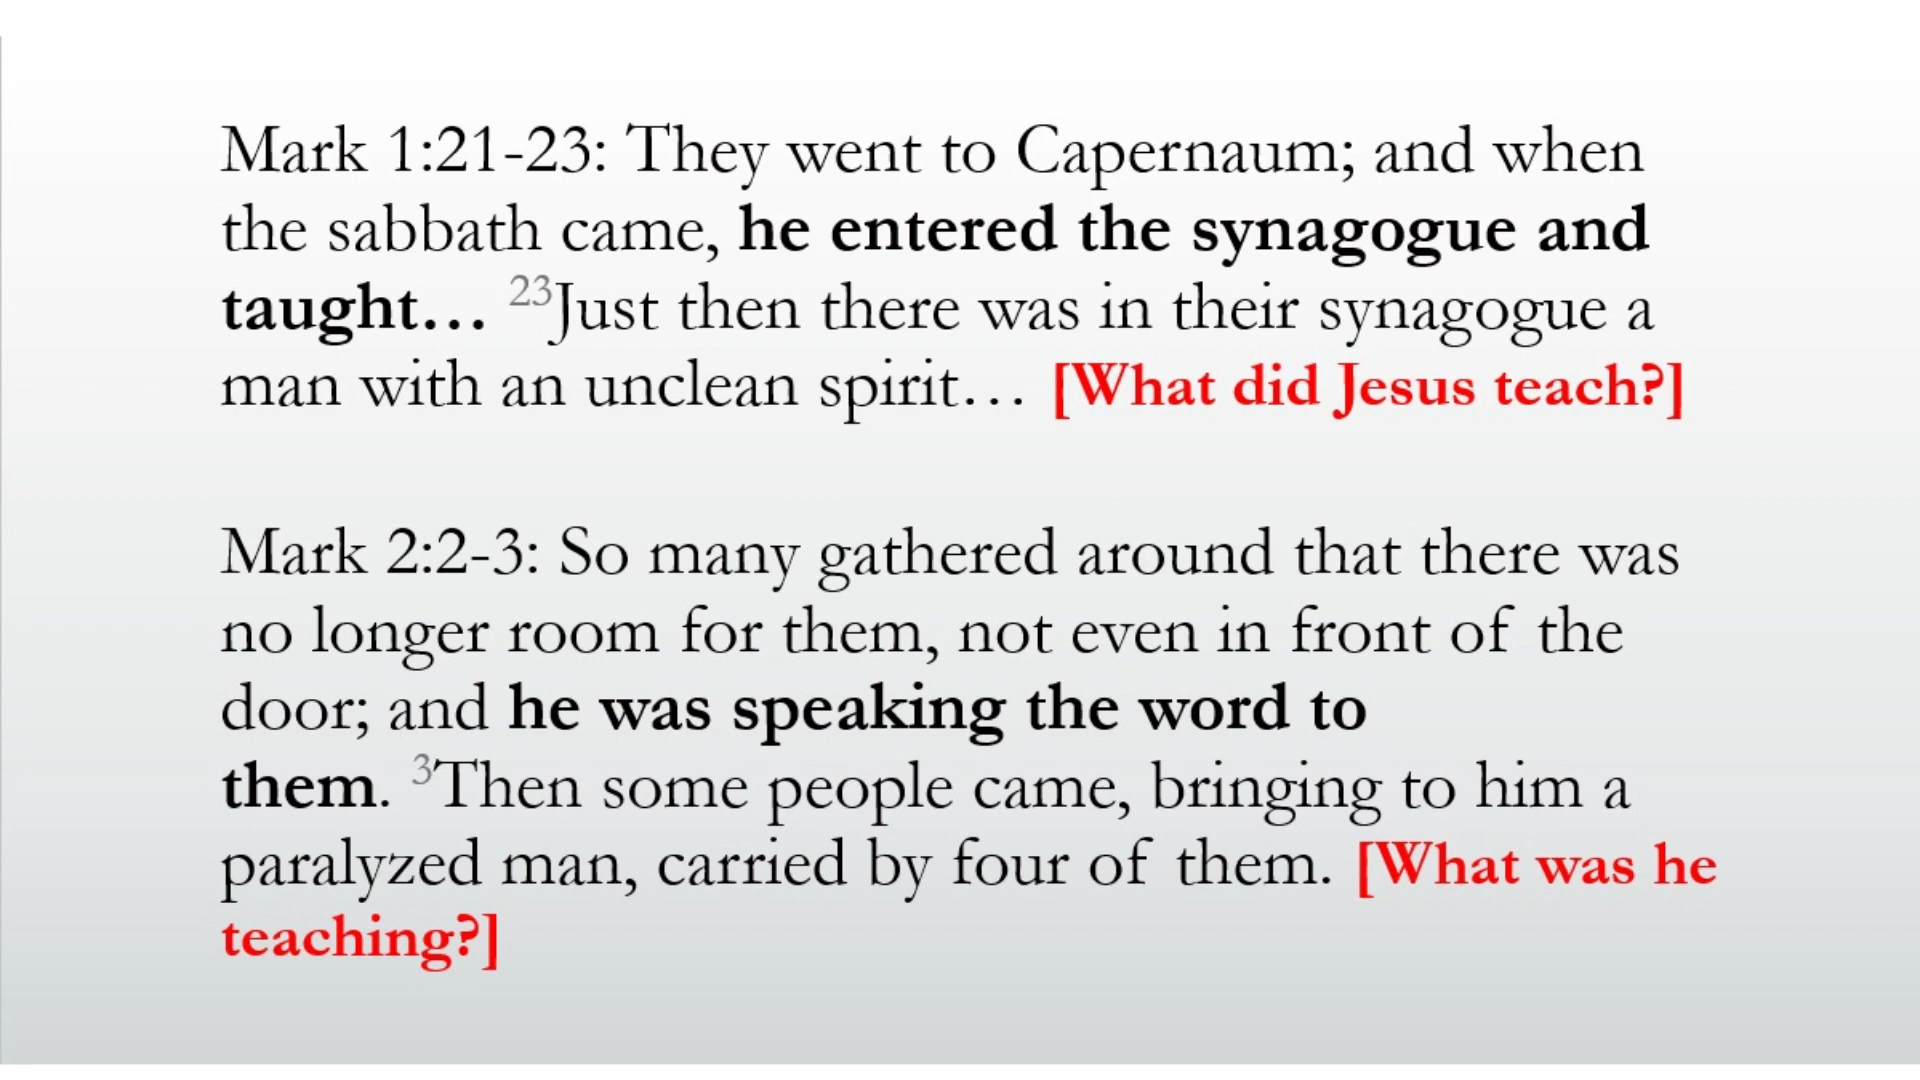 Mark 1:21-23: They went to Capernaum; and when
the sabbath came, he entered the synagogue and
taught… 23Just then there was in their synagogue a
man with an unclean spirit… [What did Jesus teach?]
Mark 2:2-3: So many gathered around that there was
no longer room for them, not even in front of the
door; and he was speaking the word to
them. 3Then some people came, bringing to him a
paralyzed man, carried by four of them. [What was he
teaching?]